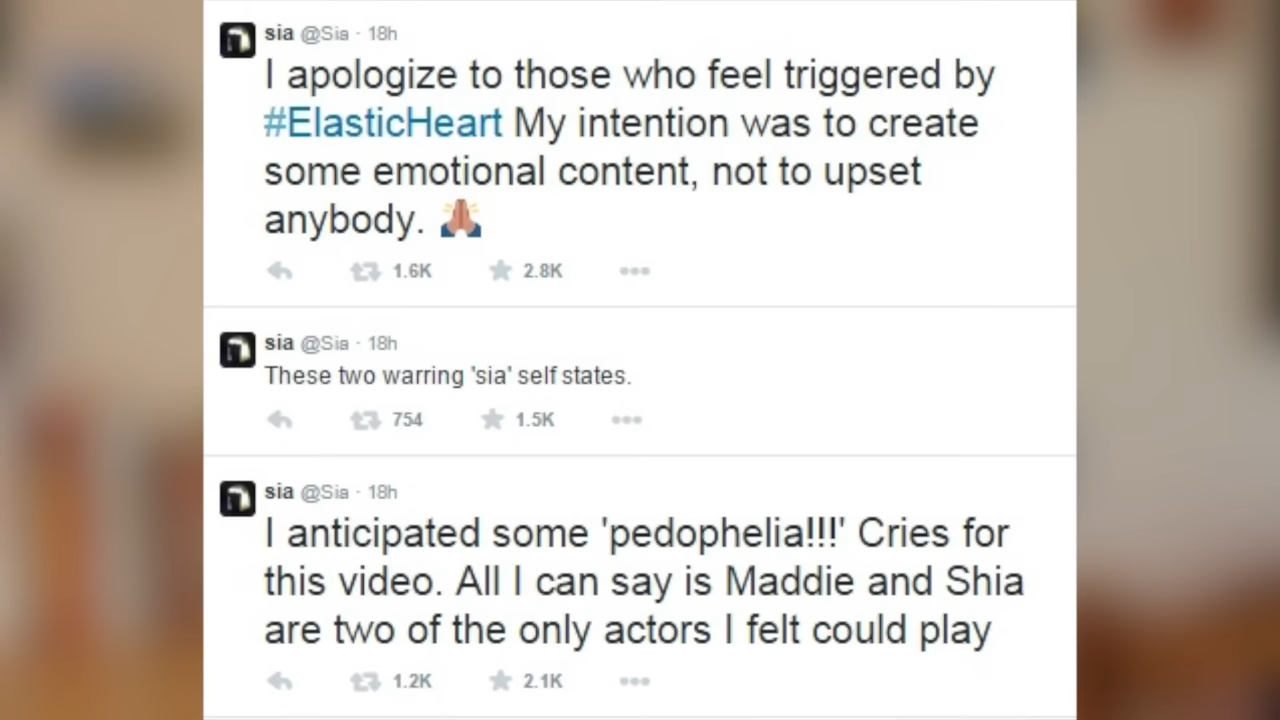 sia @Sia · 18h
I apologize to those who feel triggered by
#ElasticHeart My intention was to create
some emotional content, not to upset
anybody. 🙏
1.6K 2.8K
sia @Sia · 18h
These two warring 'sia' self states.
754 1.5K
sia @Sia · 18h
I anticipated some 'pedophelia!!!' Cries for
this video. All I can say is Maddie and Shia
are two of the only actors I felt could play
1.2K 2.1K